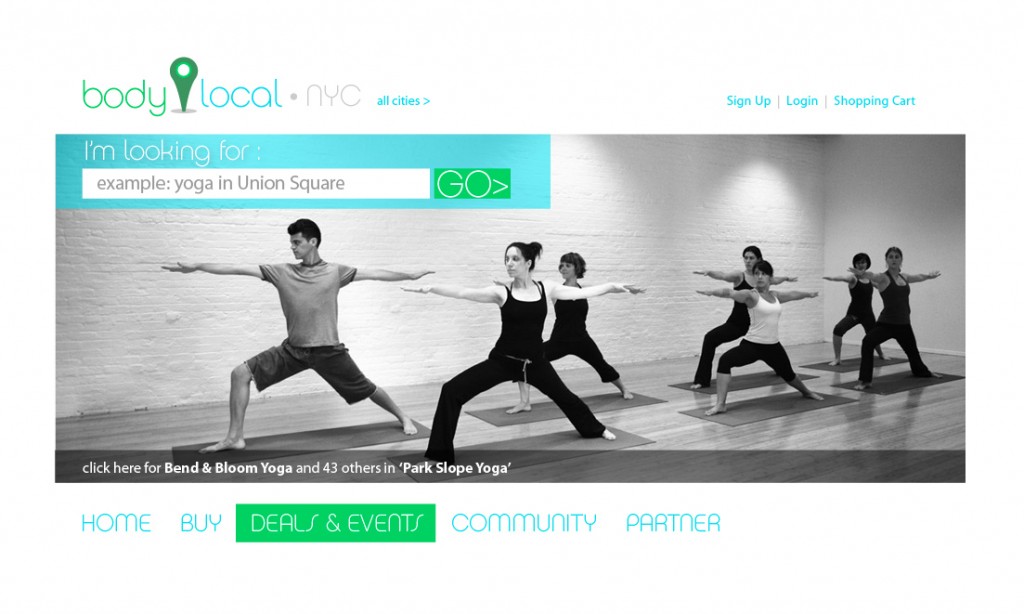 body local • NYC all cities >
Sign Up | Login | Shopping Cart
I'm looking for :
example: yoga in Union Square GO>
click here for Bend & Bloom Yoga and 43 others in ‘Park Slope Yoga’
HOME BUY DEALS & EVENTS COMMUNITY PARTNER